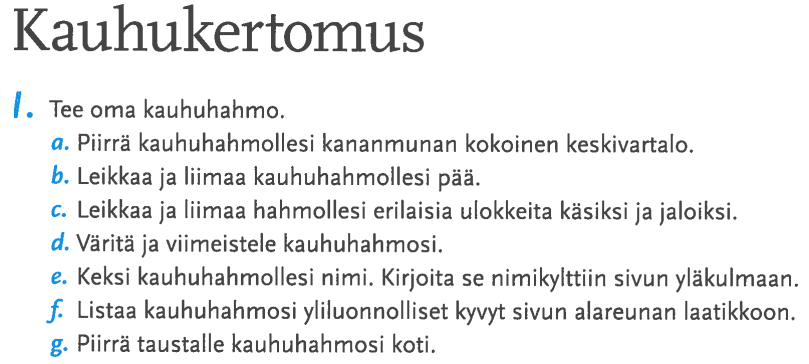 Kauhukertomus
1. Tee oma kauhuhahmo.
a. Piirrä kauhuhahmollesi kananmunan kokoinen keskivartalo.
b. Leikkaa ja liimaa kauhuhahmollesi pää.
c. Leikkaa ja liimaa hahmollesi erilaisia ulokkeita käsiksi ja jaloiksi.
d. Väritä ja viimeistele kauhuhahmosi.
e. Keksi kauhuhahmollesi nimi. Kirjoita se nimikylttiin sivun yläkulmaan.
f. Listaa kauhuhahmosi yliluonnolliset kyvyt sivun alareunan laatikkoon.
g. Piirrä taustalle kauhuhahmosi koti.